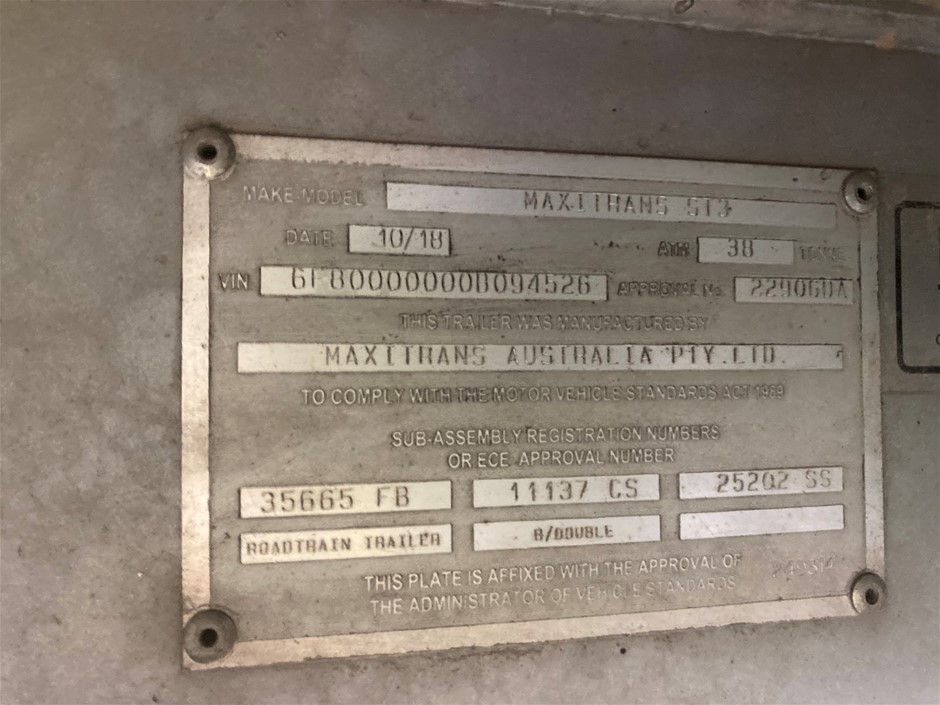 MAKE-MODEL MAXITRANS ST3
DATE 10/18 ATM 38 TONNE
VIN 6F80000000B094526 APPROVAL No. 22906DA
THIS TRAILER WAS MANUFACTURED BY
MAXITRANS AUSTRALIA PTY.LTD.
TO COMPLY WITH THE MOTOR VEHICLE STANDARDS ACT 1989
SUB-ASSEMBLY REGISTRATION NUMBERS
OR ECE. APPROVAL NUMBER
35665 FB 11137 CS 25202 SS
ROADTRAIN TRAILER B/DOUBLE
THIS PLATE IS AFFIXED WITH THE APPROVAL OF
THE ADMINISTRATOR OF VEHICLE STANDARDS